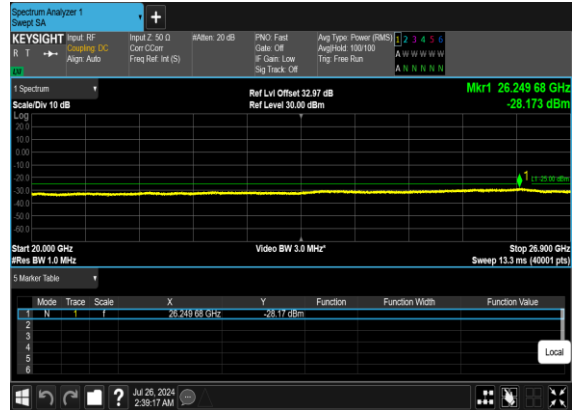 Spectrum Analyzer 1
Swept SA
+
KEYSIGHT Input: RF Input Z: 50 Ω #Atten: 20 dB PNO: Fast Avg Type: Power (RMS) 1 2 3 4 5 6
R T Coupling: DC Corr CCorr Gate: Off Avg|Hold: 100/100 A W W W W W
Align: Auto Freq Ref: Int (S) IF Gain: Low Trig: Free Run
Sig Track: Off A N N N N N
1 Spectrum Ref Lvl Offset 32.97 dB Mkr1 26.249 68 GHz
Scale/Div 10 dB Ref Level 30.00 dBm -28.173 dBm
Log
20.0
10.0
0.00
-10.0
-20.0 1 L1 -25.00 dBm
-30.0
-40.0
-50.0
-60.0
Start 20.000 GHz Video BW 3.0 MHz* Stop 26.900 GHz
#Res BW 1.0 MHz Sweep 13.3 ms (40001 pts)
5 Marker Table
Mode Trace Scale X Y Function Function Width Function Value
1 N 1 f 26.249 68 GHz -28.17 dBm
2
3
4
5
6
Local
? Jul 26, 2024
2:39:17 AM